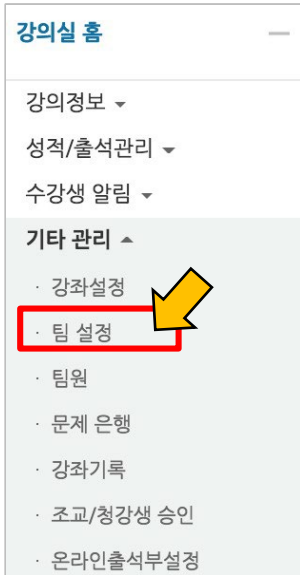 강의실 홈
강의정보
성적/출석관리
수강생 알림
기타 관리
· 강좌설정
· 팀 설정
· 팀원
· 문제 은행
· 강좌기록
· 조교/청강생 승인
· 온라인출석부설정